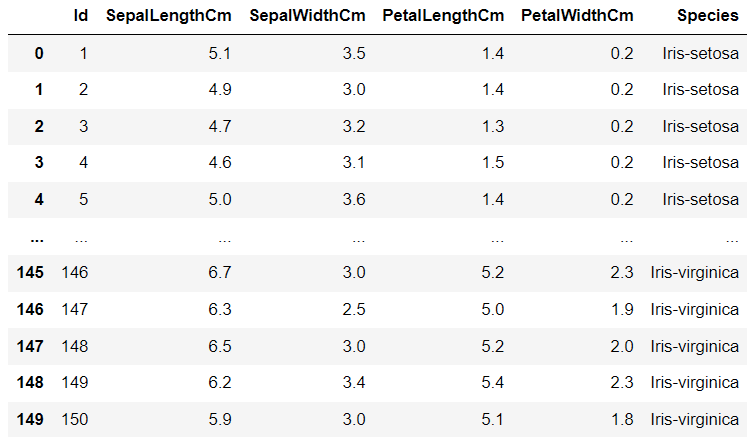 Id SepalLengthCm SepalWidthCm PetalLengthCm PetalWidthCm Species
0 1 5.1 3.5 1.4 0.2 Iris-setosa
1 2 4.9 3.0 1.4 0.2 Iris-setosa
2 3 4.7 3.2 1.3 0.2 Iris-setosa
3 4 4.6 3.1 1.5 0.2 Iris-setosa
4 5 5.0 3.6 1.4 0.2 Iris-setosa
... ... ... ... ... ... ...
145 146 6.7 3.0 5.2 2.3 Iris-virginica
146 147 6.3 2.5 5.0 1.9 Iris-virginica
147 148 6.5 3.0 5.2 2.0 Iris-virginica
148 149 6.2 3.4 5.4 2.3 Iris-virginica
149 150 5.9 3.0 5.1 1.8 Iris-virginica